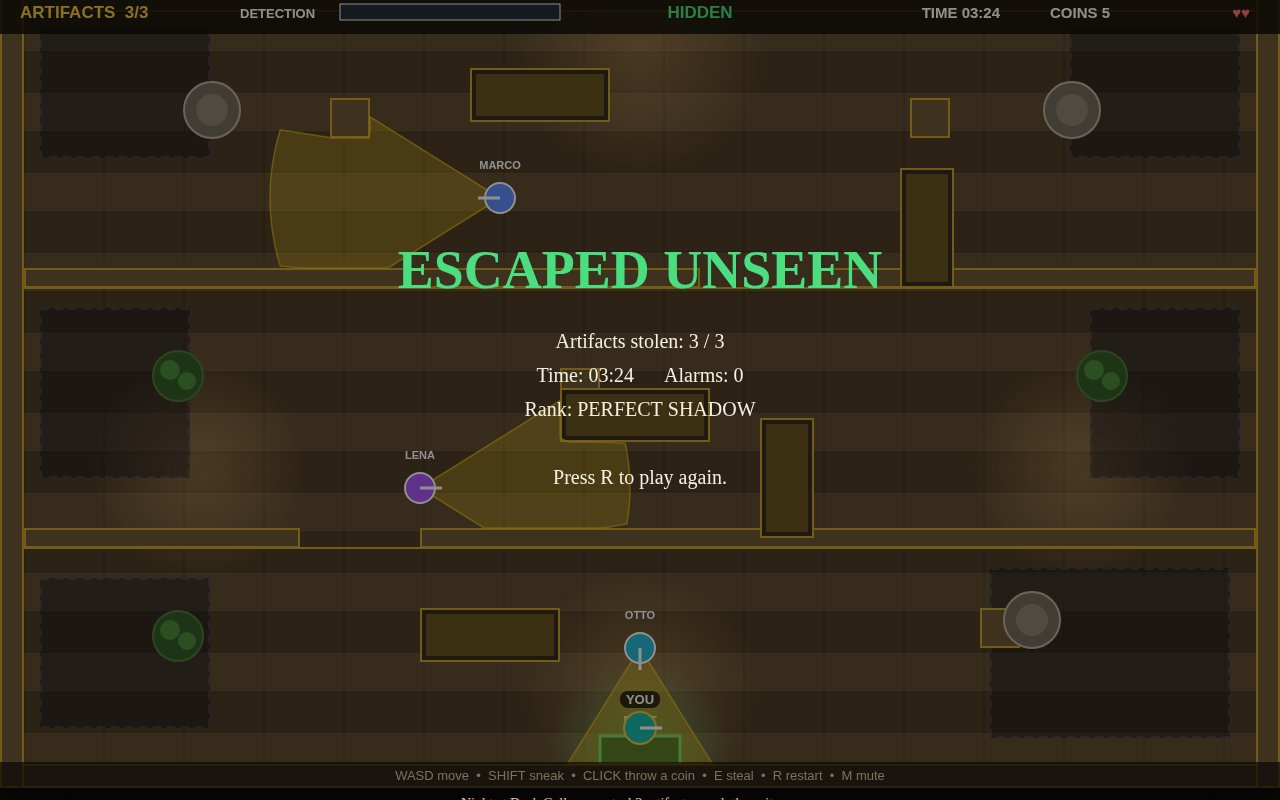 ARTIFACTS 3/3 DETECTION HIDDEN TIME 03:24 COINS 5 ♥♥
MARCO
ESCAPED UNSEEN
Artifacts stolen: 3 / 3
Time: 03:24 Alarms: 0
Rank: PERFECT SHADOW
LENA
Press R to play again.
OTTO
YOU
WASD move • SHIFT sneak • CLICK throw a coin • E steal • R restart • M mute